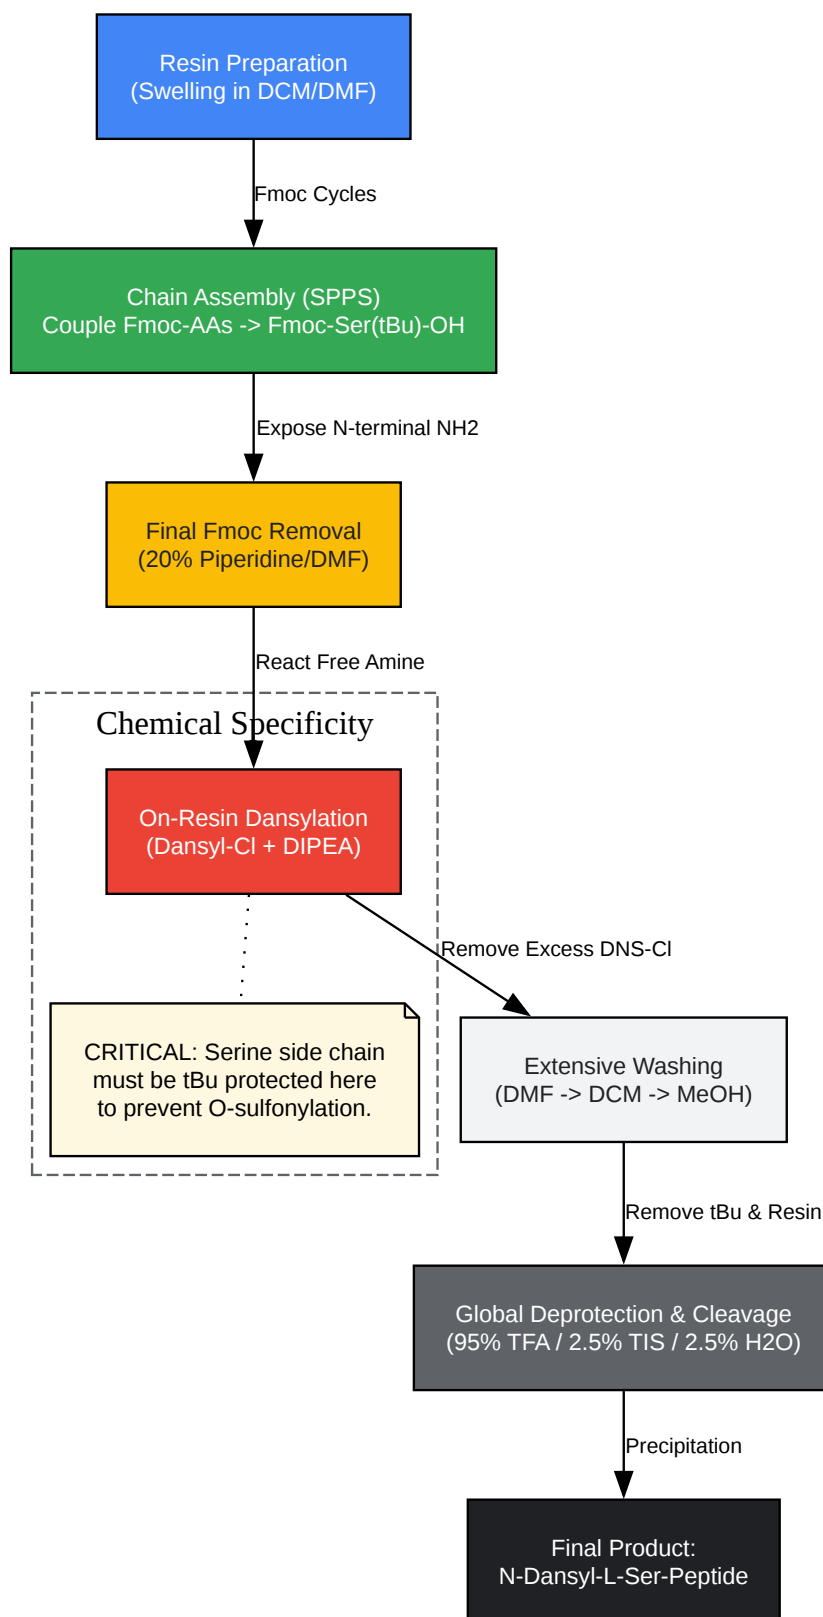 Resin Preparation
(Swelling in DCM/DMF)
Fmoc Cycles
Chain Assembly (SPPS)
Couple Fmoc-AAs -> Fmoc-Ser(tBu)-OH
Expose N-terminal NH2
Final Fmoc Removal
(20% Piperidine/DMF)
React Free Amine
Chemical Specificity
On-Resin Dansylation
(Dansyl-Cl + DIPEA)
Remove Excess DNS-Cl
CRITICAL: Serine side chain
must be tBu protected here
to prevent O-sulfonylation.
Extensive Washing
(DMF -> DCM -> MeOH)
Remove tBu & Resin
Global Deprotection & Cleavage
(95% TFA / 2.5% TIS / 2.5% H2O)
Precipitation
Final Product:
N-Dansyl-L-Ser-Peptide